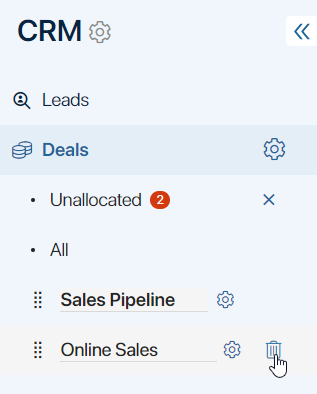 CRM
Leads
Deals
Unallocated 2
All
Sales Pipeline
Online Sales